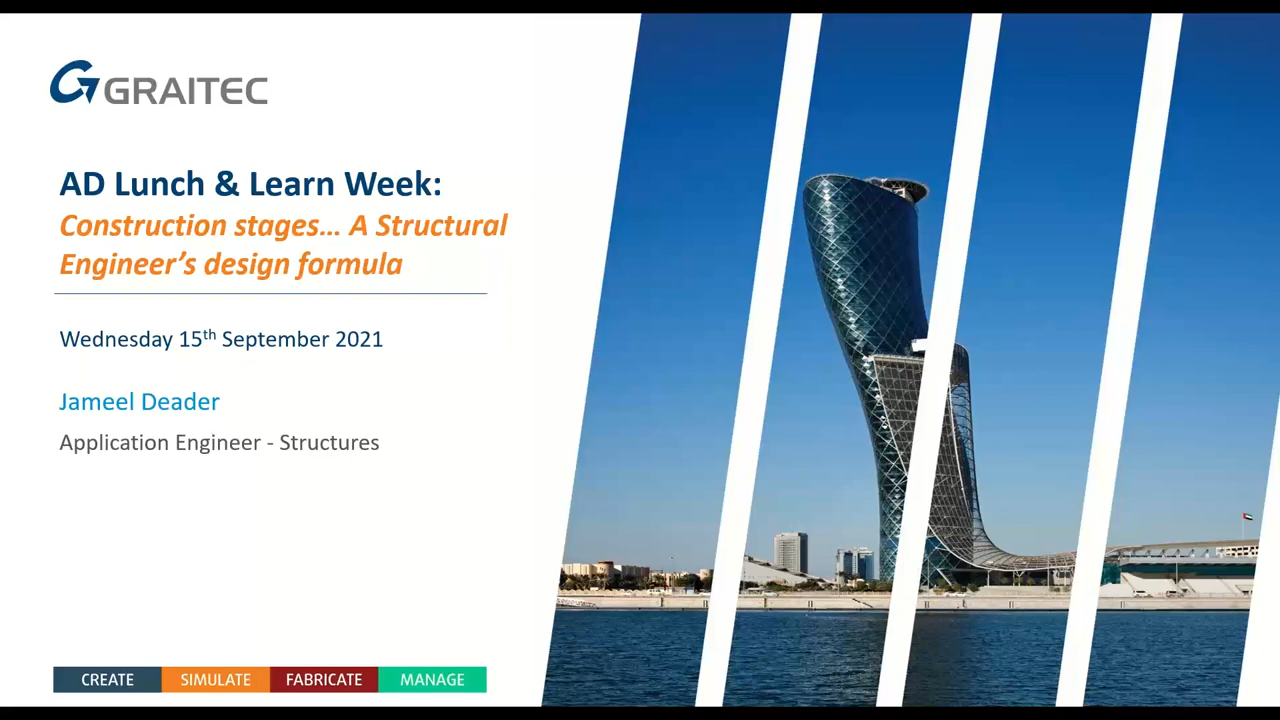 GRAITEC
AD Lunch & Learn Week:
Construction stages... A Structural
Engineer's design formula
Wednesday 15th September 2021
Jameel Deader
Application Engineer - Structures
CREATE SIMULATE FABRICATE MANAGE